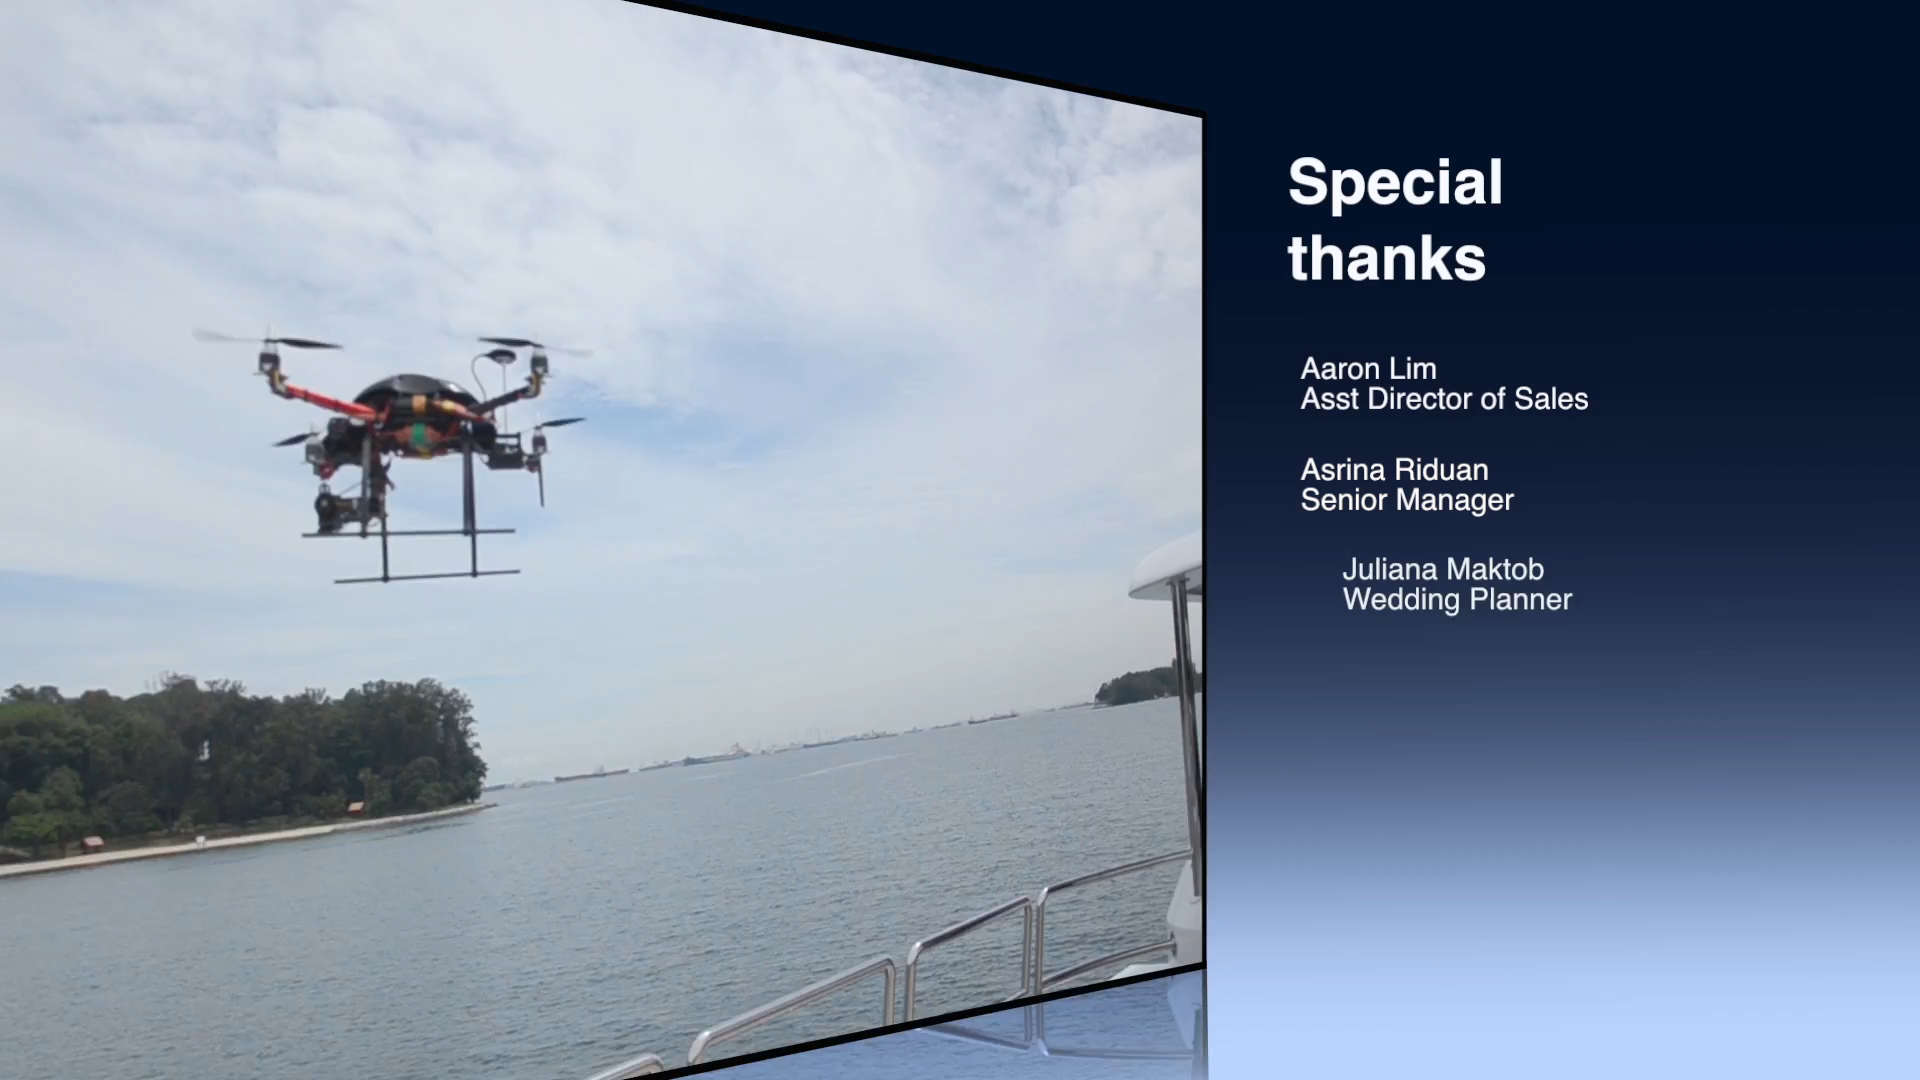 Special
thanks
Aaron Lim
Asst Director of Sales
Asrina Riduan
Senior Manager
Juliana Maktob
Wedding Planner